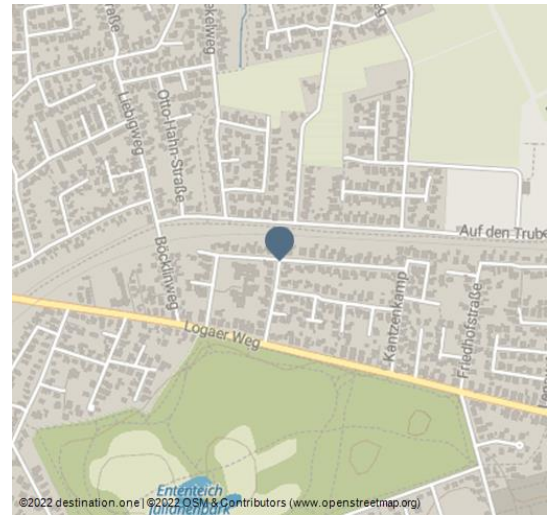 Liebigweg
Otto-Hahn-Straße
Böcklinweg
Auf den Trube
Kantzenkamp
Friedhofstraße
Logaer Weg
Ententeich
Julianenpark
©2022 destination.one | ©2022 OSM & Contributors (www.openstreetmap.org)